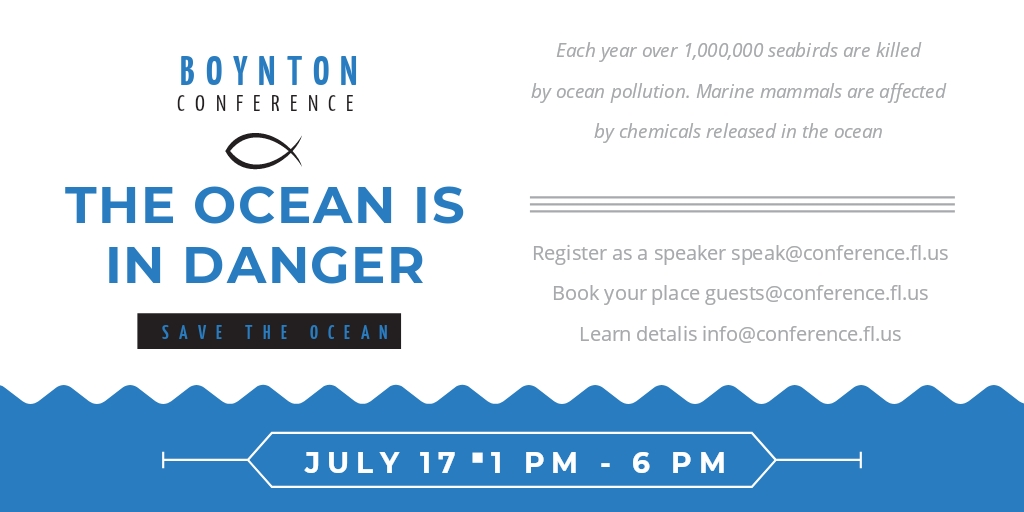 BOYNTON
CONFERENCE
THE OCEAN IS
IN DANGER
SAVE THE OCEAN
Each year over 1,000,000 seabirds are killed
by ocean pollution. Marine mammals are affected
by chemicals released in the ocean
Register as a speaker speak@conference.fl.us
Book your place guests@conference.fl.us
Learn detalis info@conference.fl.us
JULY 17 ▪1 PM - 6 PM